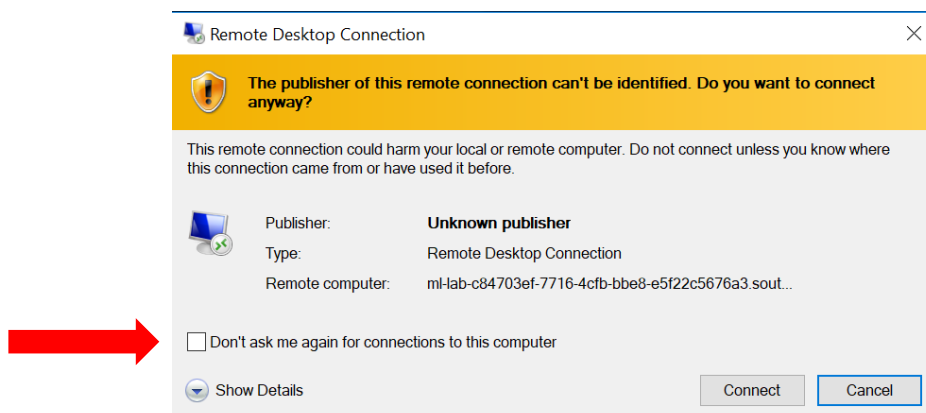 Remote Desktop Connection
The publisher of this remote connection can't be identified. Do you want to connect
anyway?
This remote connection could harm your local or remote computer. Do not connect unless you know where
this connection came from or have used it before.
Publisher: Unknown publisher
Type: Remote Desktop Connection
Remote computer: ml-lab-c84703ef-7716-4cfb-bbe8-e5f22c5676a3.sout...
Don't ask me again for connections to this computer
Show Details Connect Cancel